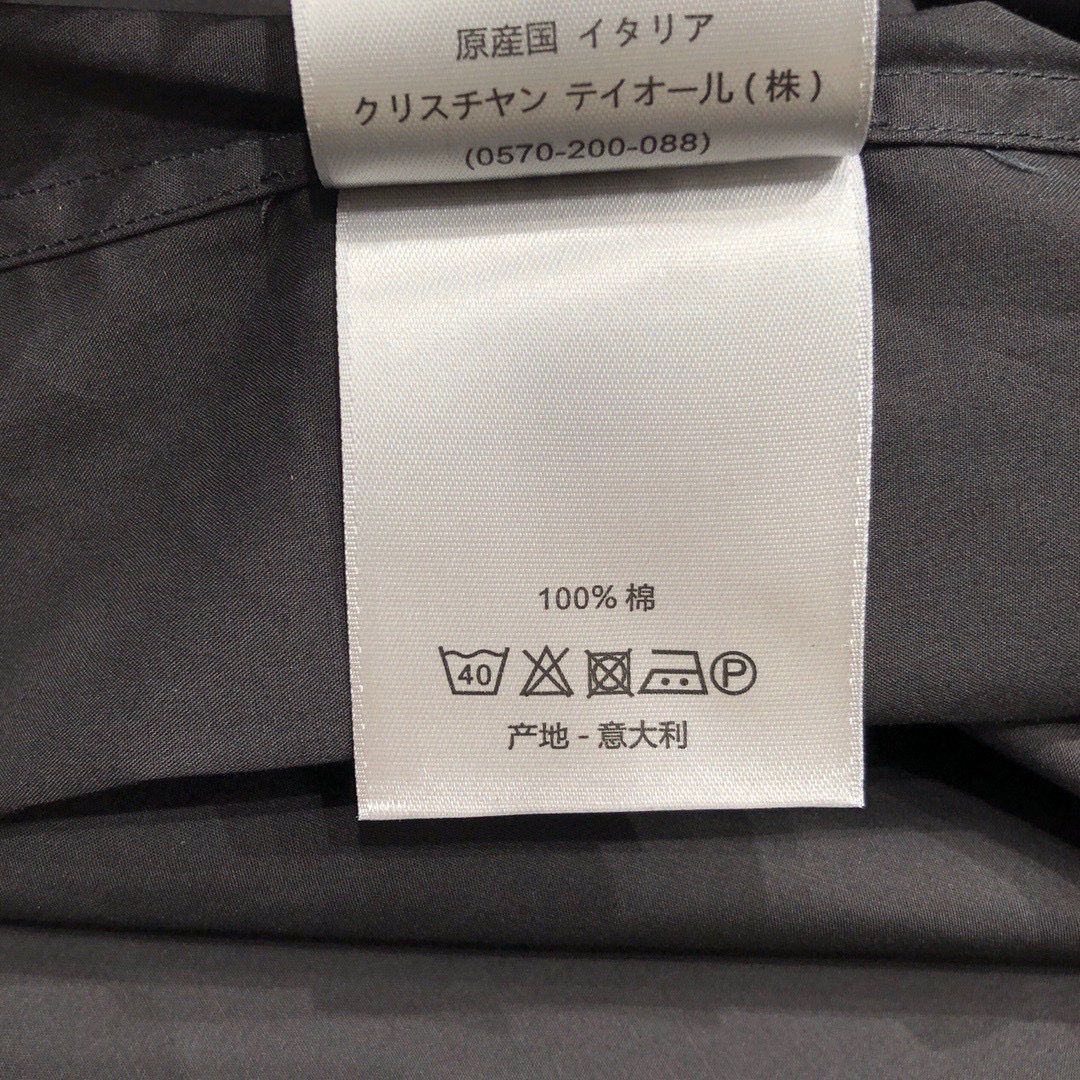 原産国 イタリア
クリスチヤン テイオール(株)
(0570-200-088)
100% 棉
40 P
产地 - 意大利